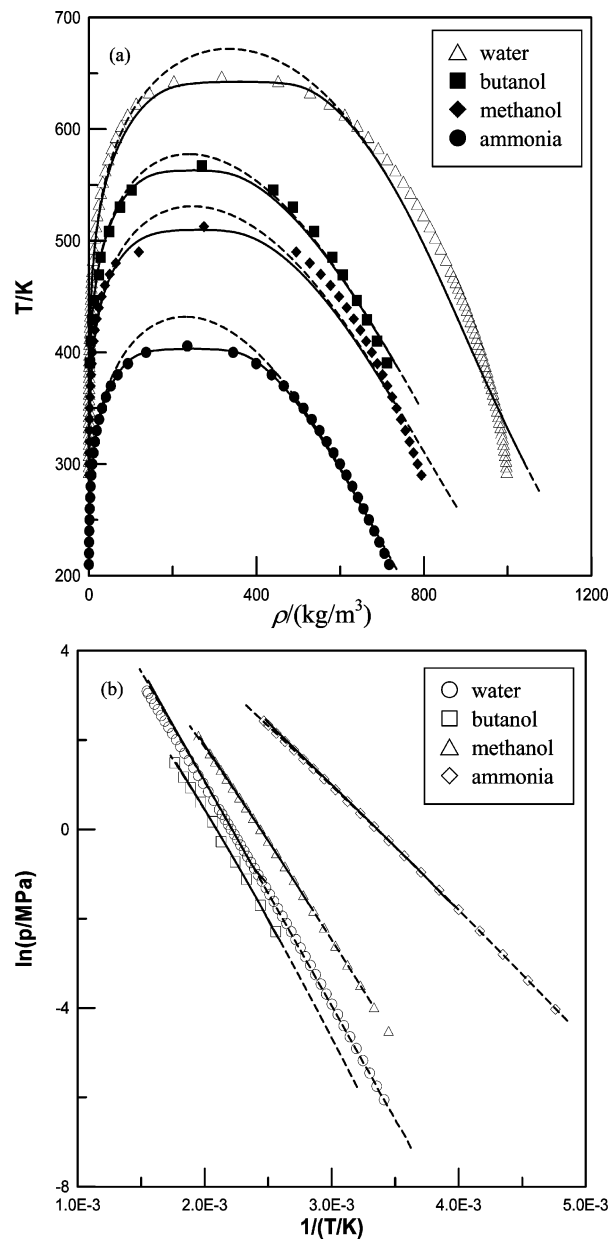 700
(a)
water
butanol
methanol
ammonia
600
500
T/K
400
300
200
0
400
800
1200
ρ/(kg/m³)
4
(b)
water
butanol
methanol
ammonia
0
ln(p/MPa)
-4
-8
1.0E-3
2.0E-3
3.0E-3
4.0E-3
5.0E-3
1/(T/K)